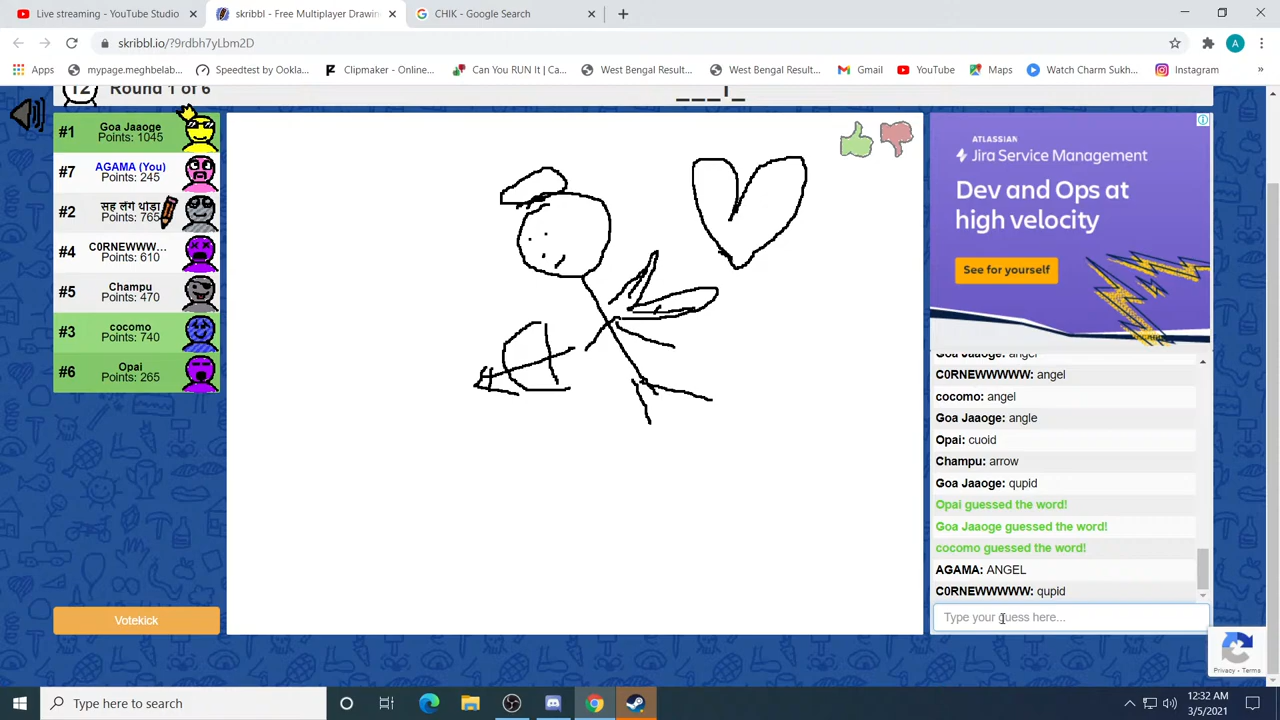 Live streaming - YouTube Studio
skribbl - Free Multiplayer Drawin
CHIK - Google Search
skribbl.io/?9rdbh7yLbm2D
A
Apps
mypage.meghbelab...
Speedtest by Ookla...
Clipmaker - Online...
Can You RUN It | Ca...
West Bengal Result...
West Bengal Result...
Gmail
YouTube
Maps
Watch Charm Sukh...
Instagram
»
12
Round 1 of 6
_ _ _ i _
#1
Goa Jaaoge
Points: 1045
#7
AGAMA (You)
Points: 245
#2
सह लंगे थोडा
Points: 765
#4
C0RNEWWW...
Points: 610
#5
Champu
Points: 470
#3
cocomo
Points: 740
#6
Opai
Points: 265
Votekick
ATLASSIAN
Jira Service Management
Dev and Ops at
high velocity
See for yourself
Goa Jaaoge: angel
C0RNEWWWWW: angel
cocomo: angel
Goa Jaaoge: angle
Opai: cuoid
Champu: arrow
Goa Jaaoge: qupid
Opai guessed the word!
Goa Jaaoge guessed the word!
cocomo guessed the word!
AGAMA: ANGEL
C0RNEWWWWW: qupid
Type your guess here...
Privacy - Terms
Type here to search
12:32 AM
3/5/2021